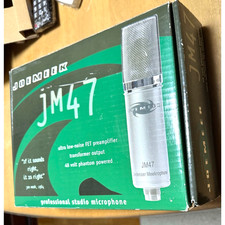 JOEMEEK
JM47
ultra low-noise FET preamplifier
transformer output
48 volt phantom powered
"if it sounds
right,
it is right"
JM47
professional studio microphone